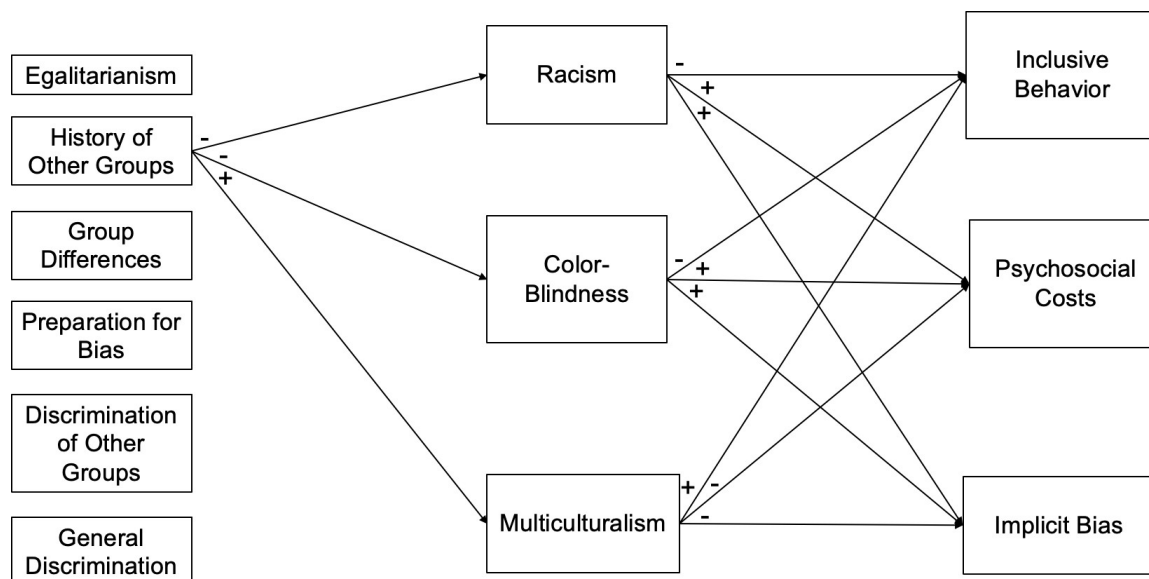 Egalitarianism
History of
Other Groups
Group
Differences
Preparation for
Bias
Discrimination
of Other
Groups
General
Discrimination
-
-
+
Racism
Color-
Blindness
Multiculturalism
-
+
+
-
+
+
+
-
-
Inclusive
Behavior
Psychosocial
Costs
Implicit Bias